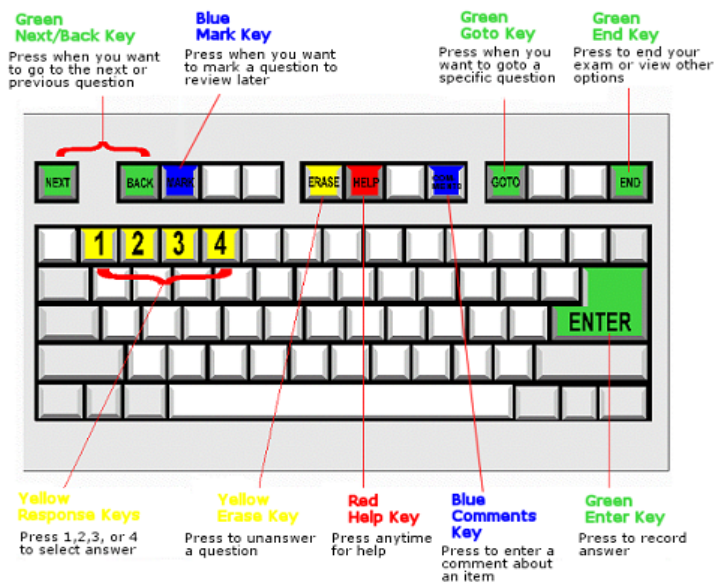 Green
Next/Back Key
Press when you want
to go to the next or
previous question
Blue
Mark Key
Press when you want
to mark a question to
review later
Green
Goto Key
Press when you
want to goto a
specific question
Green
End Key
Press to end your
exam or view other
options
NEXT
BACK
MARK
ERASE
HELP
GOTO
END
1
2
3
4
ENTER
Yellow
Response Keys
Press 1,2,3, or 4
to select answer
Yellow
Erase Key
Press to unanswer
a question
Red
Help Key
Press anytime
for help
Blue
Comments
Key
Press to enter a
comment about
an item
Green
Enter Key
Press to record
answer